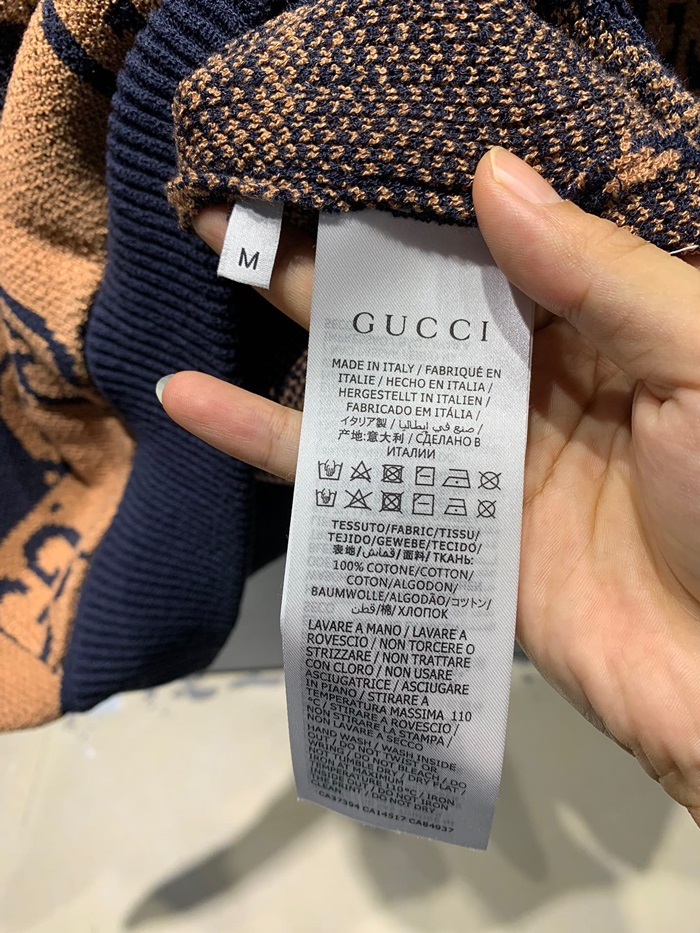 M
GUCCI
MADE IN ITALY / FABRIQUÉ EN
ITALIE / HECHO EN ITALIA /
HERGESTELLT IN ITALIEN /
FABRICADO EM ITÁLIA /
イタリア製 / صنع في إيطاليا /
产地:意大利 / СДЕЛАНО В
ИТАЛИИ
TESSUTO/FABRIC/TISSU/
TEJIDO/GEWEBE/TECIDO/
表地/قماش/面料/ТКАНЬ:
100% COTONE/COTTON/
COTON/ALGODON/
BAUMWOLLE/ALGODÃO/コットン/
قطن/棉/ХЛОПОК
LAVARE A MANO / LAVARE A
ROVESCIO / NON TORCERE O
STRIZZARE / NON TRATTARE
CON CLORO / NON USARE
ASCIUGATRICE / ASCIUGARE
IN PIANO / STIRARE A
TEMPERATURA MASSIMA 110
°C / STIRARE A ROVESCIO /
NON STIRARE LA STAMPA /
NON LAVARE A SECCO
HAND WASH / WASH INSIDE
OUT / DO NOT TWIST OR
WRING / DO NOT BLEACH / DO
NOT TUMBLE DRY / DRY FLAT /
IRON MAXIMUM
TEMPERATURE 110°C / IRON
INSIDE OUT / DO NOT IRON
PRINT / DO NOT DRY
CLEAN
CA37394 CA14517 CA84937